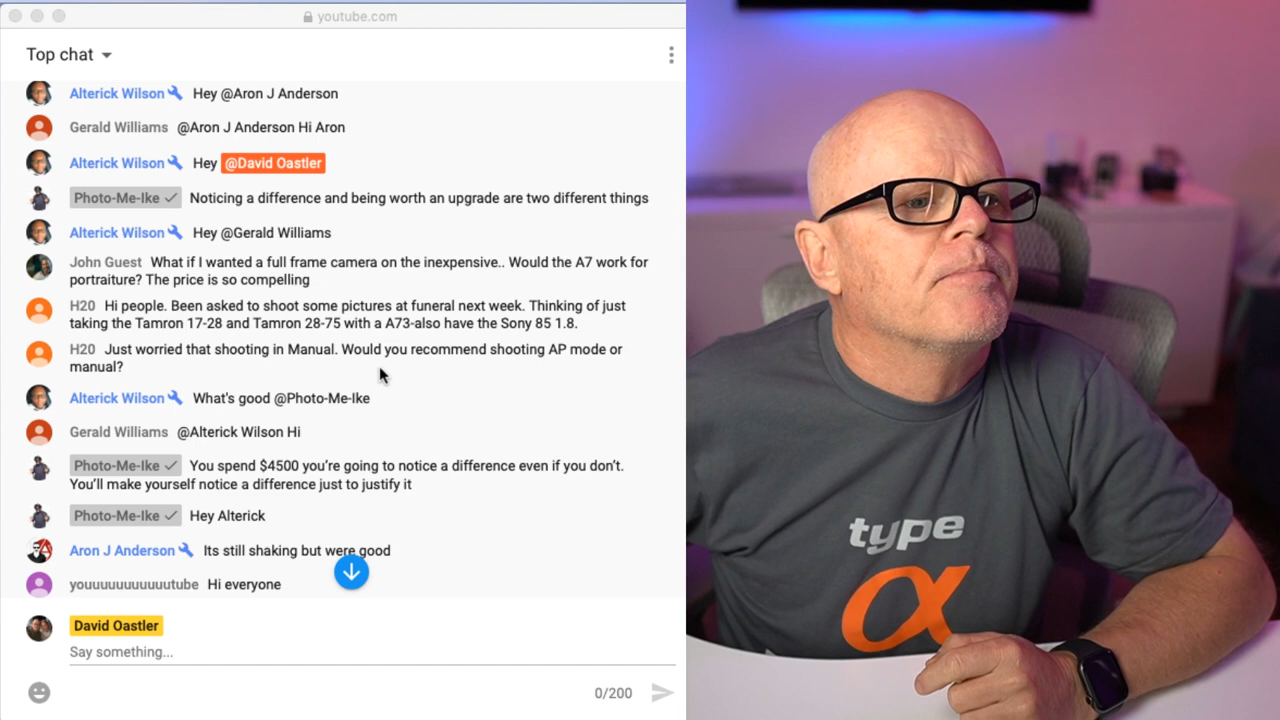 youtube.com
Top chat
Alterick Wilson Hey @Aron J Anderson
Gerald Williams @Aron J Anderson Hi Aron
Alterick Wilson Hey @David Oastler
Photo-Me-Ike Noticing a difference and being worth an upgrade are two different things
Alterick Wilson Hey @Gerald Williams
John Guest What if I wanted a full frame camera on the inexpensive.. Would the A7 work for
portraiture? The price is so compelling
H20 Hi people. Been asked to shoot some pictures at funeral next week. Thinking of just
taking the Tamron 17-28 and Tamron 28-75 with a A73-also have the Sony 85 1.8.
H20 Just worried that shooting in Manual. Would you recommend shooting AP mode or
manual?
Alterick Wilson What's good @Photo-Me-Ike
Gerald Williams @Alterick Wilson Hi
Photo-Me-Ike You spend $4500 you’re going to notice a difference even if you don’t.
You’ll make yourself notice a difference just to justify it
Photo-Me-Ike Hey Alterick
Aron J Anderson Its still shaking but were good
youuuuuuuuuuutube Hi everyone
David Oastler
Say something...
0/200
type
α